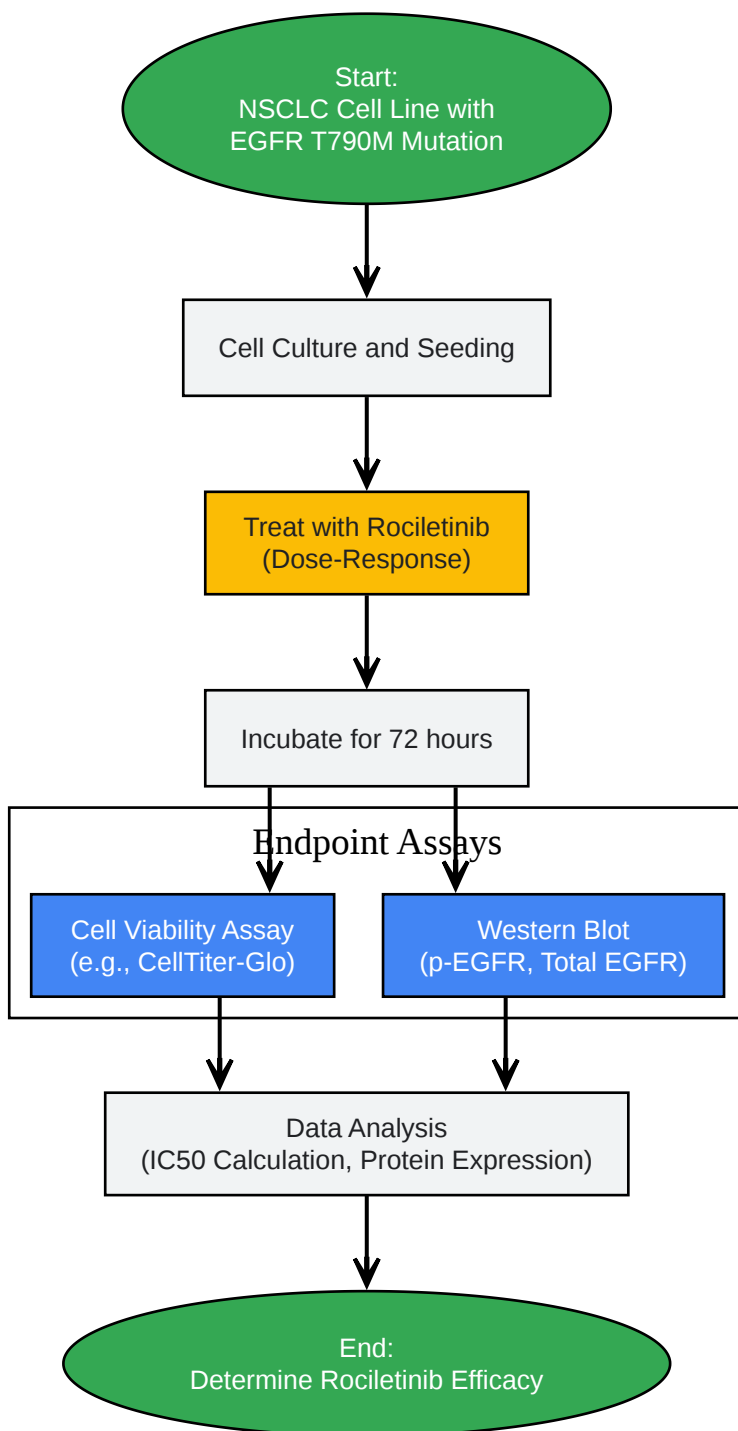 Start:
NSCLC Cell Line with
EGFR T790M Mutation
Cell Culture and Seeding
Treat with Rociletinib
(Dose-Response)
Incubate for 72 hours
Endpoint Assays
Cell Viability Assay
(e.g., CellTiter-Glo)
Western Blot
(p-EGFR, Total EGFR)
Data Analysis
(IC50 Calculation, Protein Expression)
End:
Determine Rociletinib Efficacy